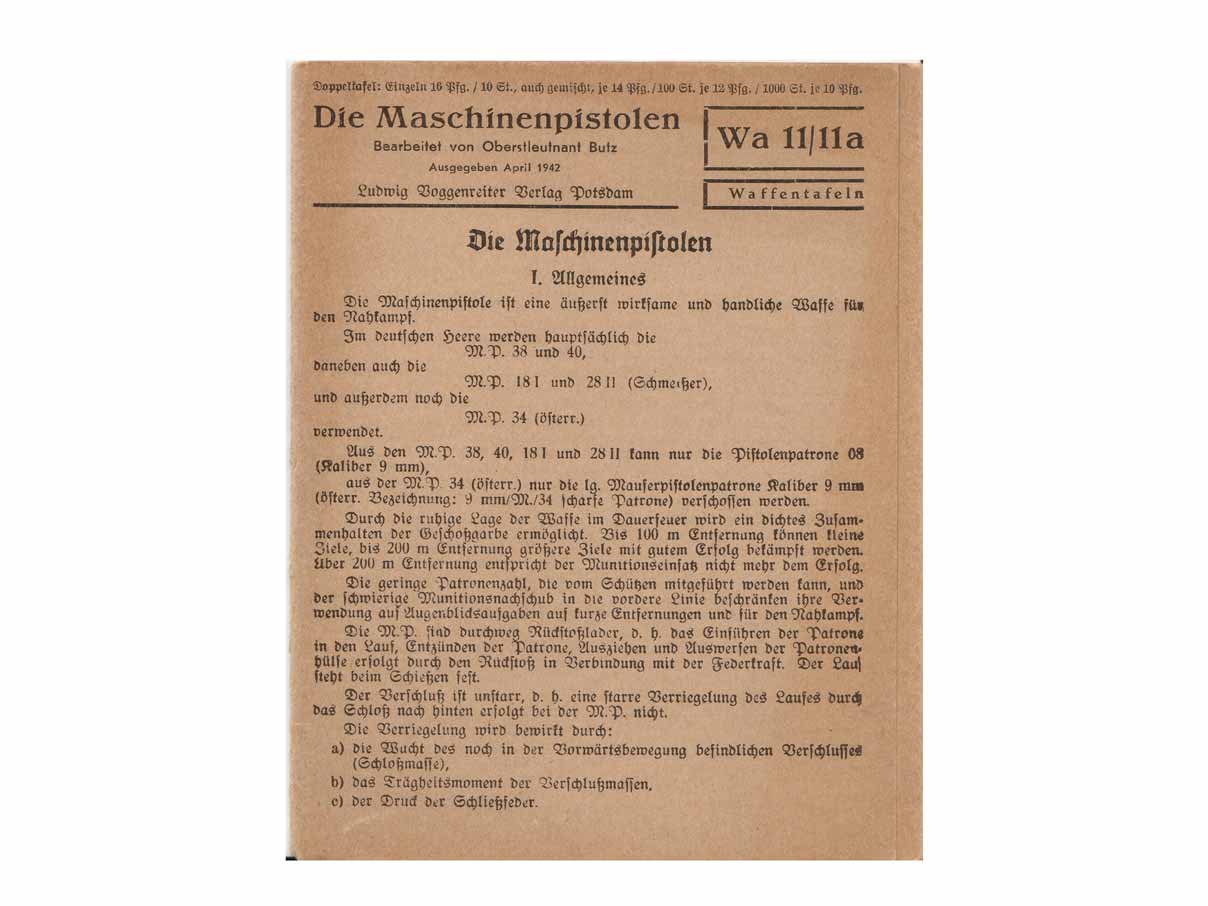 Doppeltafel: Einzeln 16 Pfg. / 10 St., auch gemischt, je 14 Pfg./100 St. je 12 Pfg. / 1000 St. je 10 Pfg.
Die Maschinenpistolen
Bearbeitet von Oberstleutnant Butz
Ausgegeben April 1942
Ludwig Voggenreiter Verlag Potsdam
Wa 11/11a
Waffentafeln
Die Maschinenpistolen
I. Allgemeines
Die Maschinenpistole ist eine äußerst wirksame und handliche Waffe für
den Nahkampf.
Im deutschen Heere werden hauptsächlich die
M.P. 38 und 40,
daneben auch die
M.P. 18 I und 28 II (Schmeißer),
und außerdem noch die
M.P. 34 (österr.)
verwendet.
Aus den M.P. 38, 40, 18 I und 28 II kann nur die Pistolenpatrone 08
(Kaliber 9 mm),
aus der M.P. 34 (österr.) nur die lg. Mauserpistolenpatrone Kaliber 9 mm
(österr. Bezeichnung: 9 mm/M./34 scharfe Patrone) verschossen werden.
Durch die ruhige Lage der Waffe im Dauerfeuer wird ein dichtes Zusam-
menhalten der Geschoßgarbe ermöglicht. Bis 100 m Entfernung können kleine
Ziele, bis 200 m Entfernung größere Ziele mit gutem Erfolg bekämpft werden.
Über 200 m Entfernung entspricht der Munitionseinsatz nicht mehr dem Erfolg.
Die geringe Patronenzahl, die vom Schützen mitgeführt werden kann, und
der schwierige Munitionsnachschub in die vordere Linie beschränken ihre Ver-
wendung auf Augenblicksaufgaben auf kurze Entfernungen und für den Nahkampf.
Die M.P. sind durchweg Rückstoßlader, d. h. das Einführen der Patrone
in den Lauf, Entzünden der Patrone, Ausziehen und Auswerfen der Patronen-
hülse erfolgt durch den Rückstoß in Verbindung mit der Federkraft. Der Lauf
steht beim Schießen fest.
Der Verschluß ist unstarr, d. h. eine starre Verriegelung des Laufes durch
das Schloß nach hinten erfolgt bei der M.P. nicht.
Die Verriegelung wird bewirkt durch:
a) die Wucht des noch in der Vorwärtsbewegung befindlichen Verschlusses
(Schloßmasse),
b) das Trägheitsmoment der Verschlußmassen,
c) der Druck der Schließfeder.